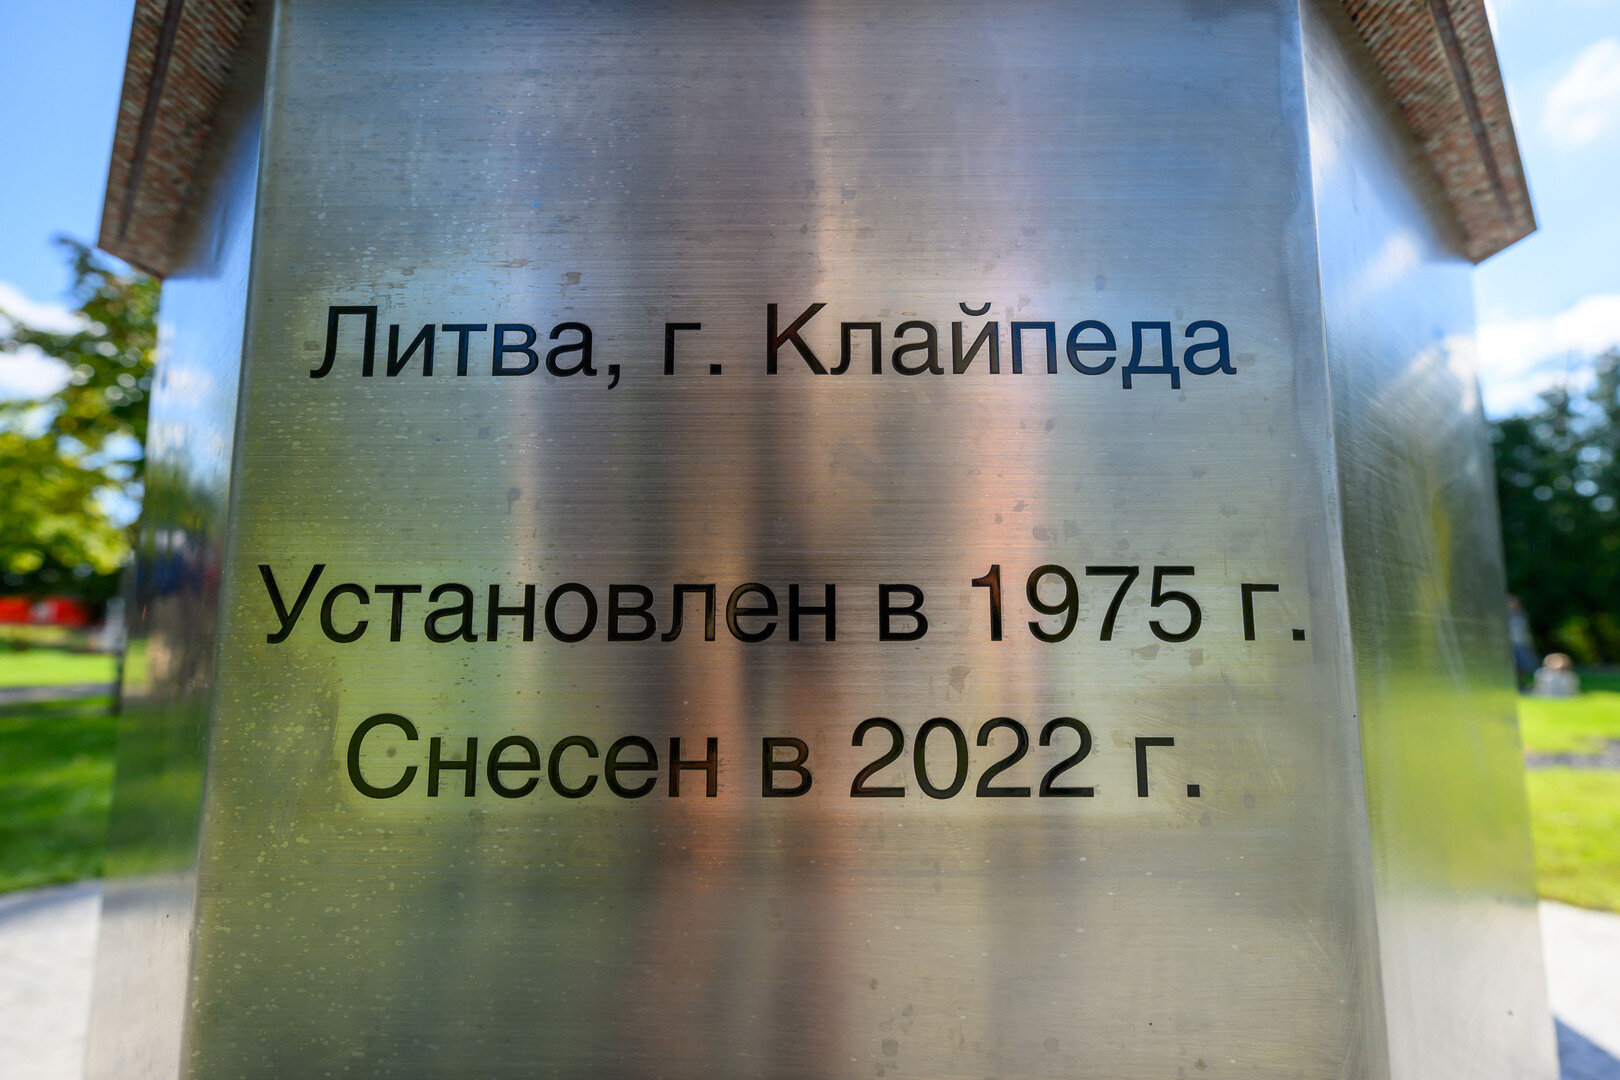 Литва, г. Клайпеда
Установлен в 1975 г.
Снесен в 2022 г.